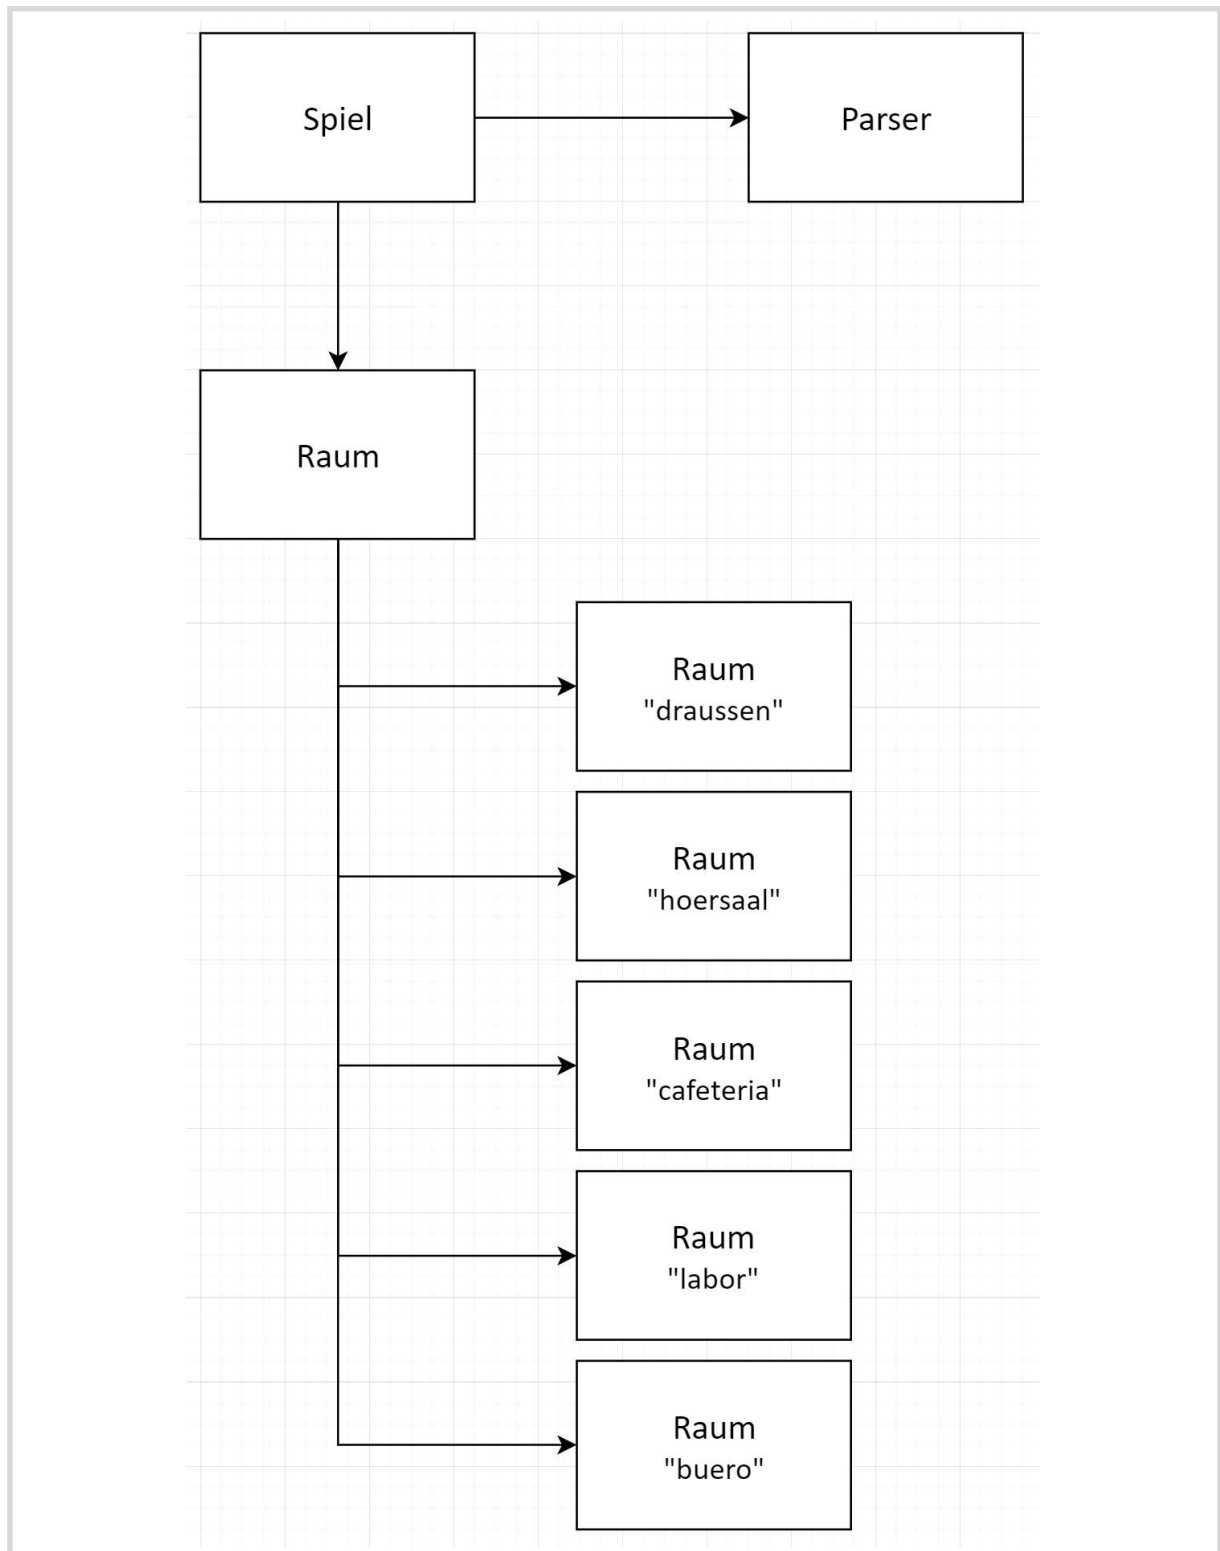 Spiel
Parser
Raum
Raum
"draussen"
Raum
"hoersaal"
Raum
"cafeteria"
Raum
"labor"
Raum
"buero"